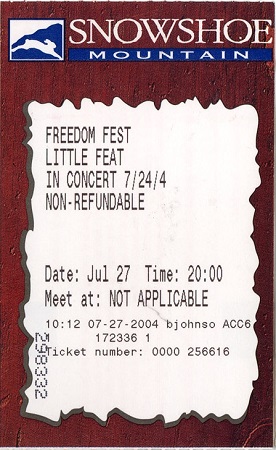 SNOWSHOE
MOUNTAIN
FREEDOM FEST
LITTLE FEAT
IN CONCERT 7/24/4
NON-REFUNDABLE
Date: Jul 27 Time: 20:00
Meet at: NOT APPLICABLE
10:12 07-27-2004 bjohnso ACC6
172336 1
Ticket number: 0000 256616
298332